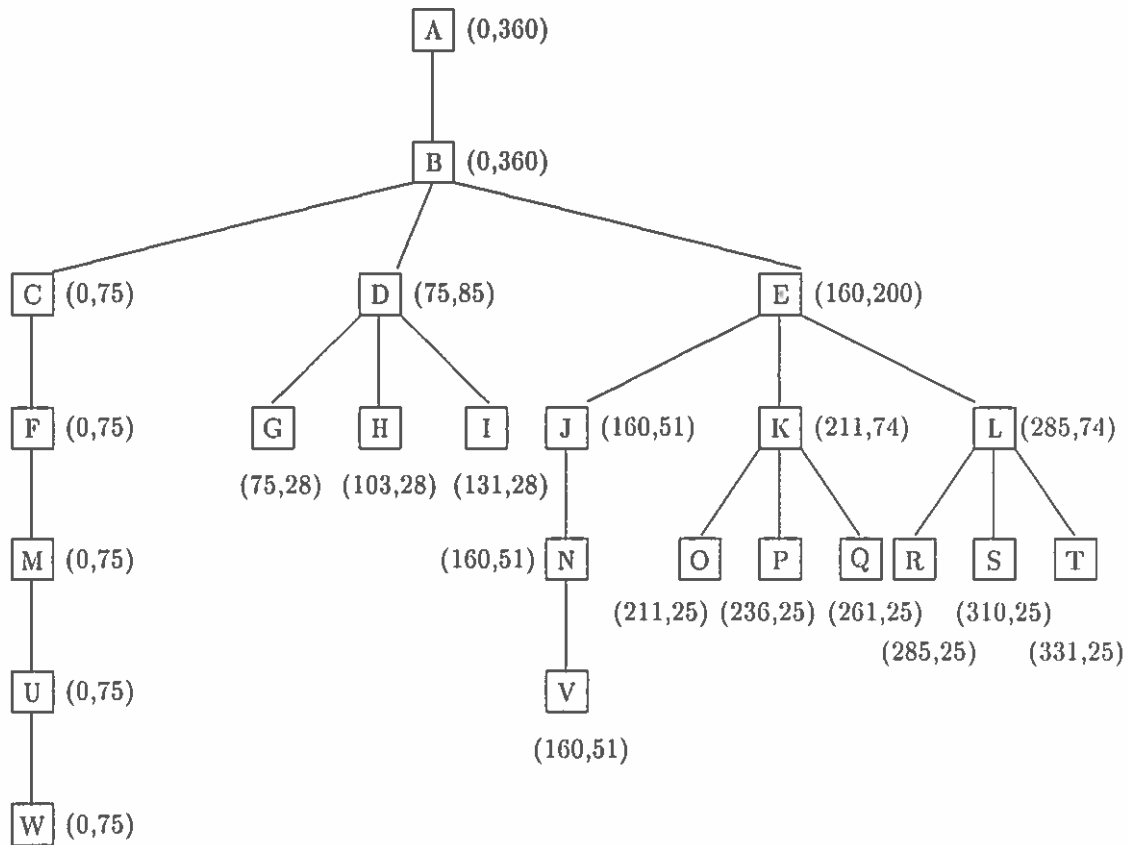 A (0,360)
B (0,360)
C (0,75) D (75,85) E (160,200)
F (0,75) G H I J (160,51) K (211,74) L (285,74)
(75,28) (103,28) (131,28)
M (0,75) (160,51) N O P Q R S T
(211,25) (236,25) (261,25) (310,25)
(285,25) (331,25)
U (0,75) V
(160,51)
W (0,75)